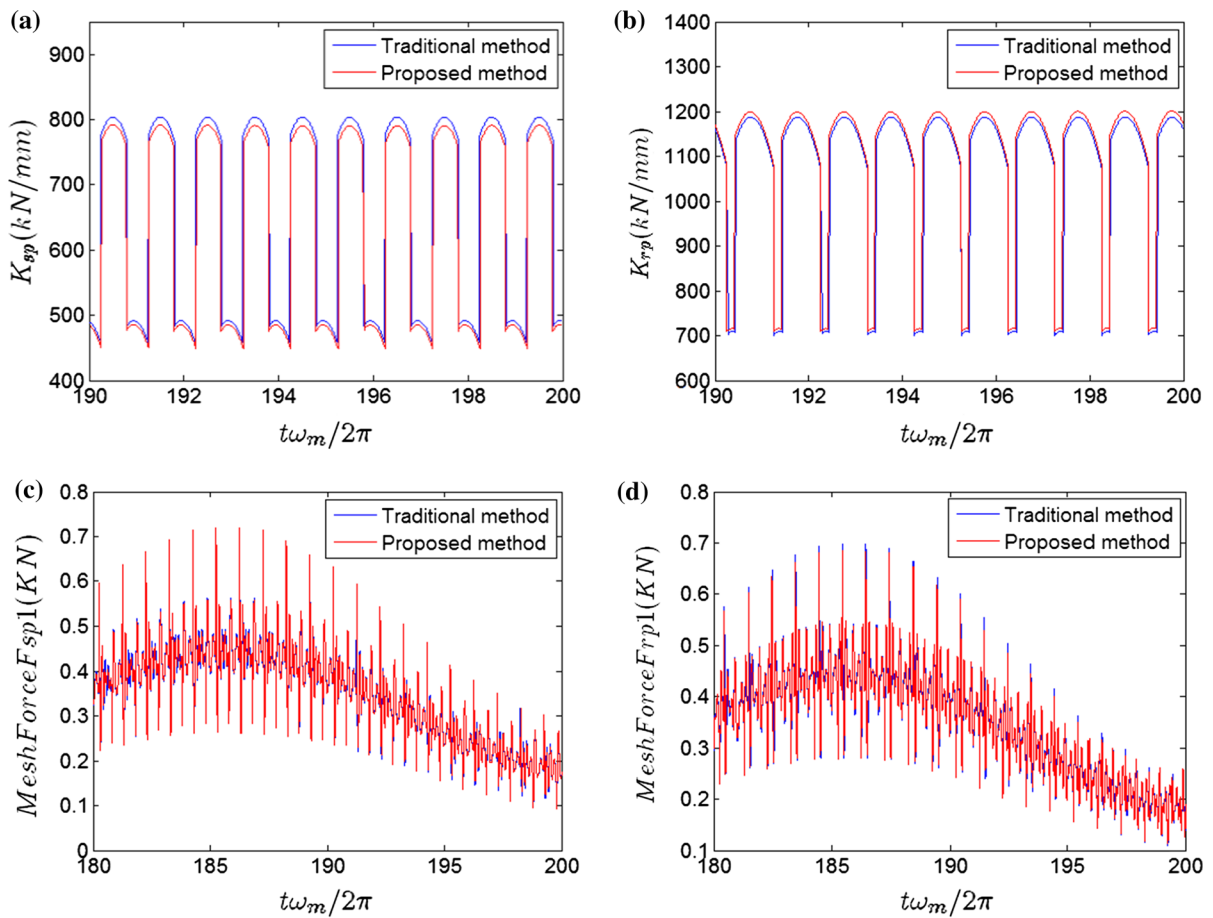 (a)
950
900
800
700
600
500
400
K_sp(kN/mm)
Traditional method
Proposed method
190 192 194 196 198 200
tω_m/2π
(b)
1400
1300
1200
1100
1000
900
800
700
600
K_rp(kN/mm)
Traditional method
Proposed method
190 192 194 196 198 200
tω_m/2π
(c)
0.8
0.7
0.6
0.5
0.4
0.3
0.2
0.1
0
MeshForceFsp1(KN)
Traditional method
Proposed method
180 185 190 195 200
tω_m/2π
(d)
0.8
0.7
0.6
0.5
0.4
0.3
0.2
0.1
MeshForceFrp1(KN)
Traditional method
Proposed method
180 185 190 195 200
tω_m/2π